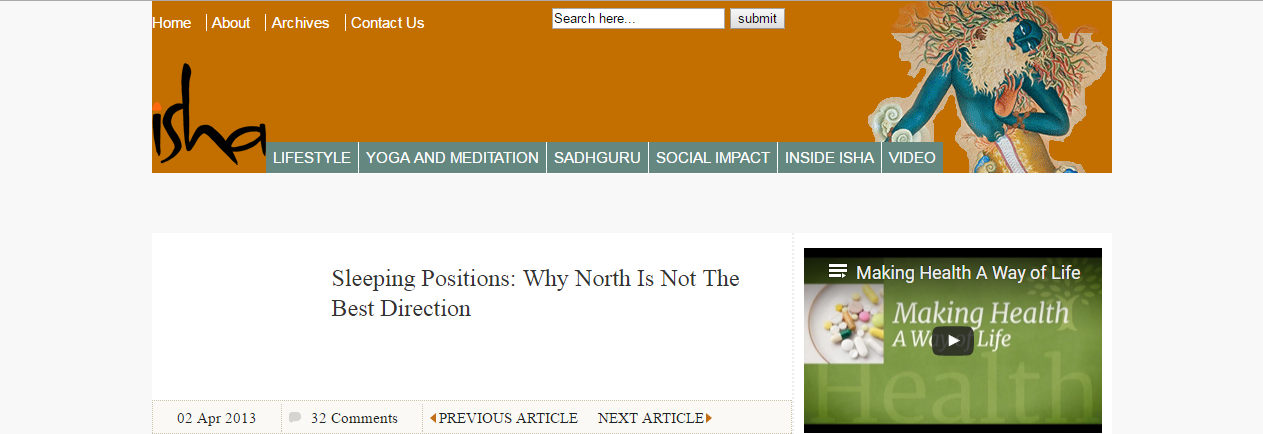 Home About Archives Contact Us
Search here... submit
isha
LIFESTYLE YOGA AND MEDITATION SADHGURU SOCIAL IMPACT INSIDE ISHA VIDEO
Sleeping Positions: Why North Is Not The
Best Direction
02 Apr 2013 32 Comments PREVIOUS ARTICLE NEXT ARTICLE
Making Health A Way of Life
Making Health
A Way of Life
Health